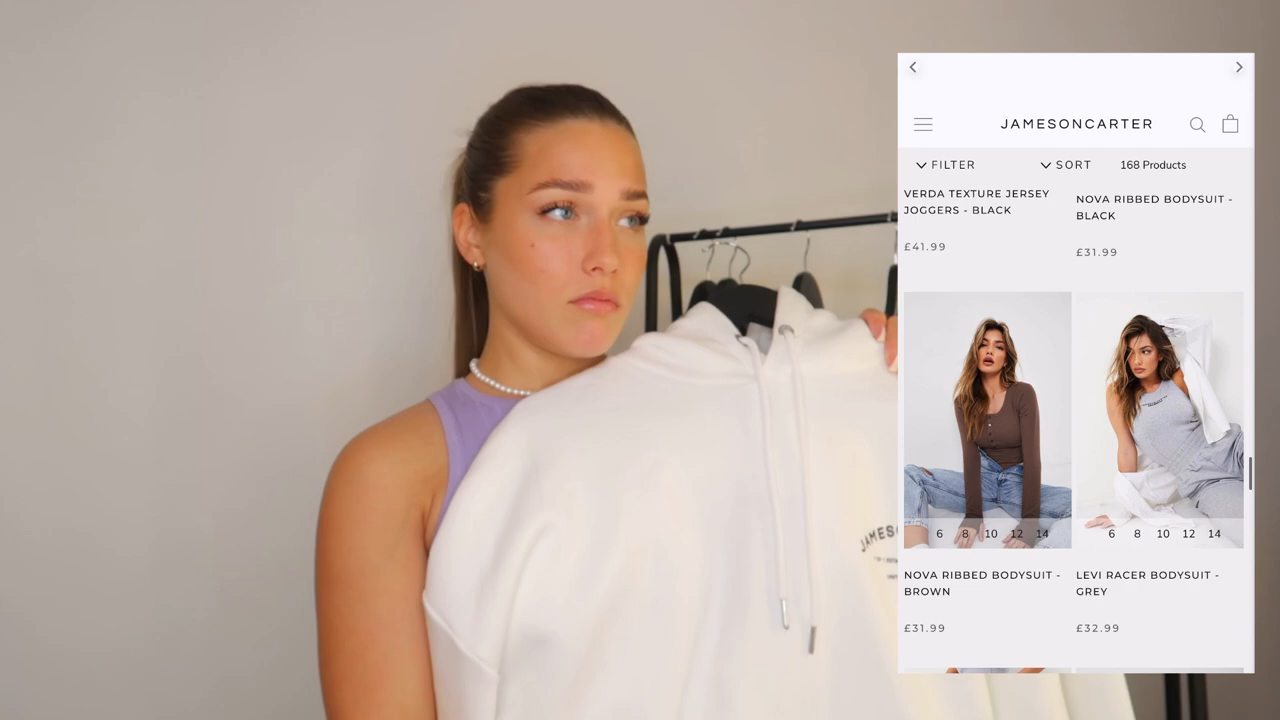 JAMESONCARTER
FILTER
SORT
168 Products
VERDA TEXTURE JERSEY
JOGGERS - BLACK
£41.99
NOVA RIBBED BODYSUIT -
BLACK
£31.99
6 8 10 12 14
6 8 10 12 14
NOVA RIBBED BODYSUIT -
BROWN
£31.99
LEVI RACER BODYSUIT -
GREY
£32.99